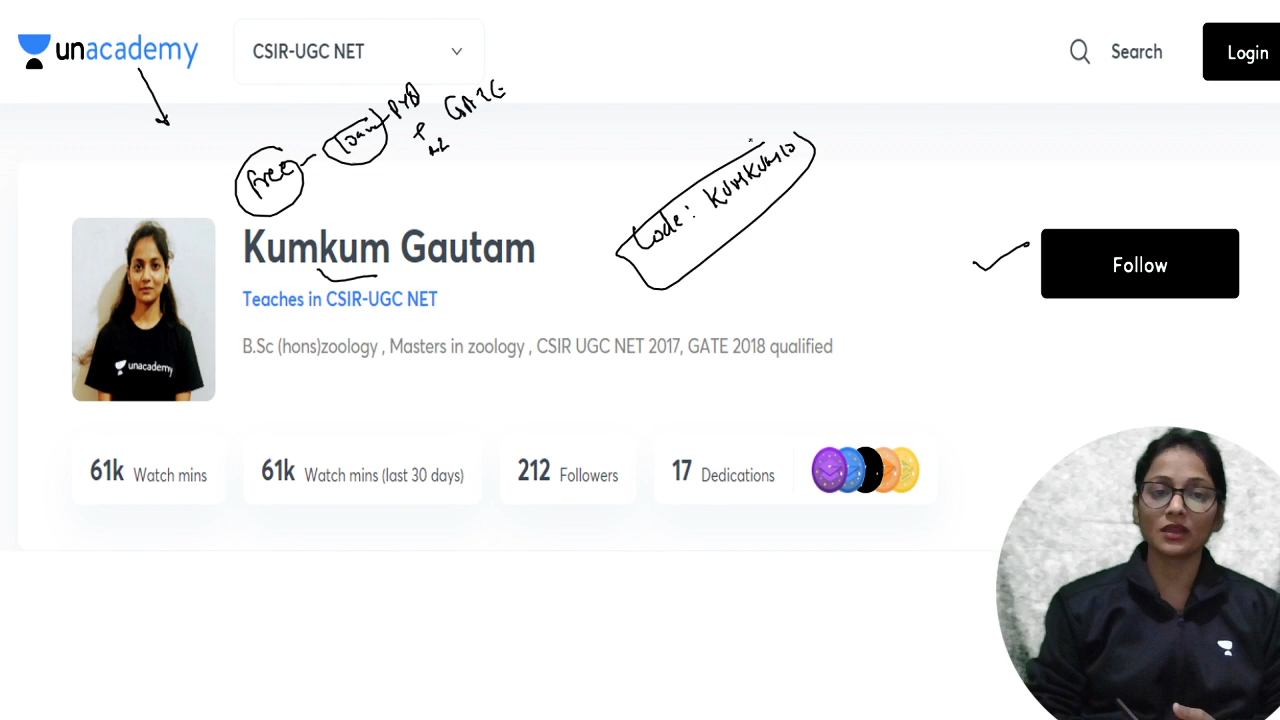 unacademy
CSIR-UGC NET
Search
Login
GATE
free
Code: KUMKUM10
Kumkum Gautam
Follow
Teaches in CSIR-UGC NET
B.Sc (hons)zoology , Masters in zoology , CSIR UGC NET 2017, GATE 2018 qualified
unacademy
61k Watch mins
61k Watch mins (last 30 days)
212 Followers
17 Dedications